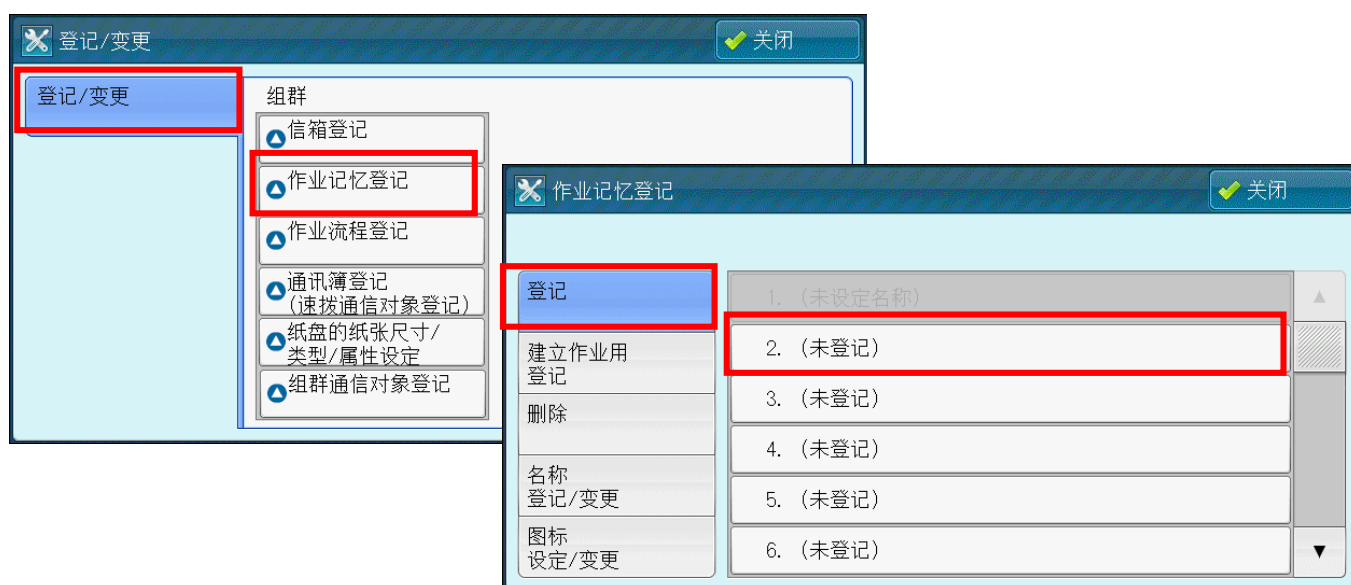 登记/变更
关闭
登记/变更
组群
信箱登记
作业记忆登记
作业流程登记
通讯簿登记
(速拨通信对象登记)
纸盘的纸张尺寸/
类型/属性设定
组群通信对象登记
作业记忆登记
关闭
登记
建立作业用
登记
删除
名称
登记/变更
图标
设定/变更
1. (未设定名称)
2. (未登记)
3. (未登记)
4. (未登记)
5. (未登记)
6. (未登记)